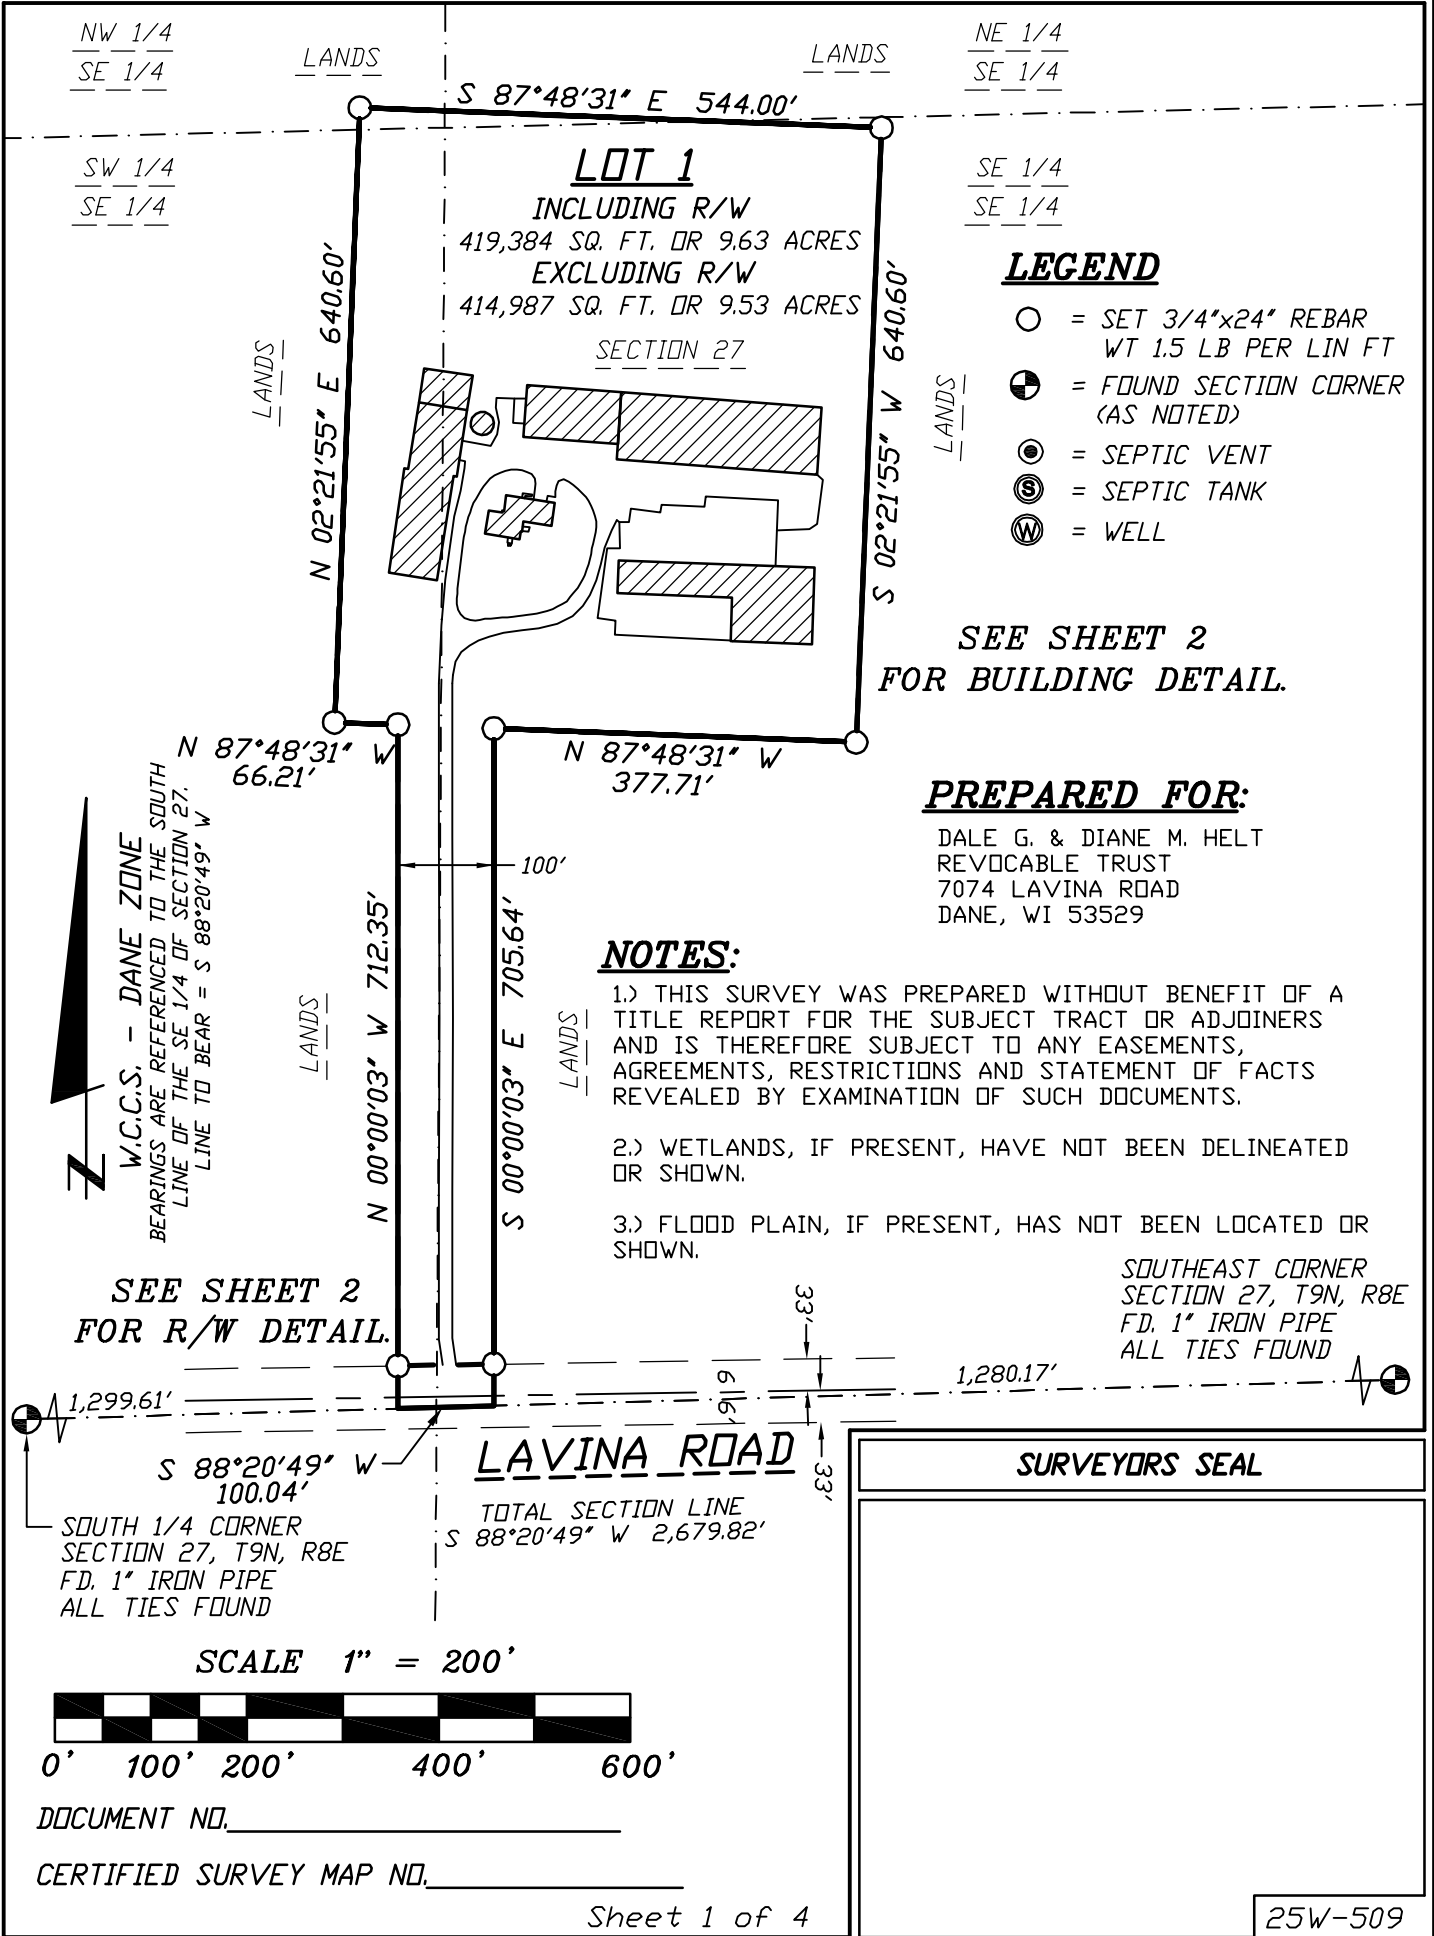 NW 1/4
SE 1/4
LANDS
LANDS
NE 1/4
SE 1/4
S 87°48'31" E 544.00'
SW 1/4
SE 1/4
LOT 1
INCLUDING R/W
419,384 SQ. FT. OR 9.63 ACRES
EXCLUDING R/W
414,987 SQ. FT. OR 9.53 ACRES
SECTION 27
SE 1/4
SE 1/4
N 02°21'55" E 640.60'
LANDS
S 02°21'55" W 640.60'
LANDS
LEGEND
= SET 3/4"x24" REBAR
WT 1.5 LB PER LIN FT
= FOUND SECTION CORNER
(AS NOTED)
= SEPTIC VENT
S = SEPTIC TANK
W = WELL
SEE SHEET 2
FOR BUILDING DETAIL.
N 87°48'31" W
66.21'
N 87°48'31" W
377.71'
PREPARED FOR:
DALE G. & DIANE M. HELT
REVOCABLE TRUST
7074 LAVINA ROAD
DANE, WI 53529
N
W.C.C.S. - DANE ZONE
BEARINGS ARE REFERENCED TO THE SOUTH
LINE OF THE SE 1/4 OF SECTION 27.
LINE TO BEAR = S 88°20'49" W
100'
N 00°00'03" W 712.35'
LANDS
S 00°00'03" E 705.64'
LANDS
NOTES:
1.) THIS SURVEY WAS PREPARED WITHOUT BENEFIT OF A
TITLE REPORT FOR THE SUBJECT TRACT OR ADJOINERS
AND IS THEREFORE SUBJECT TO ANY EASEMENTS,
AGREEMENTS, RESTRICTIONS AND STATEMENT OF FACTS
REVEALED BY EXAMINATION OF SUCH DOCUMENTS.
2.) WETLANDS, IF PRESENT, HAVE NOT BEEN DELINEATED
OR SHOWN.
3.) FLOOD PLAIN, IF PRESENT, HAS NOT BEEN LOCATED OR
SHOWN.
SEE SHEET 2
FOR R/W DETAIL.
SOUTHEAST CORNER
SECTION 27, T9N, R8E
FD. 1" IRON PIPE
ALL TIES FOUND
33'
66'
33'
1,299.61'
1,280.17'
S 88°20'49" W
100.04'
LAVINA ROAD
TOTAL SECTION LINE
S 88°20'49" W 2,679.82'
SOUTH 1/4 CORNER
SECTION 27, T9N, R8E
FD. 1" IRON PIPE
ALL TIES FOUND
SURVEYORS SEAL
SCALE 1" = 200'
0' 100' 200' 400' 600'
DOCUMENT NO.
CERTIFIED SURVEY MAP NO.
Sheet 1 of 4
25W-509